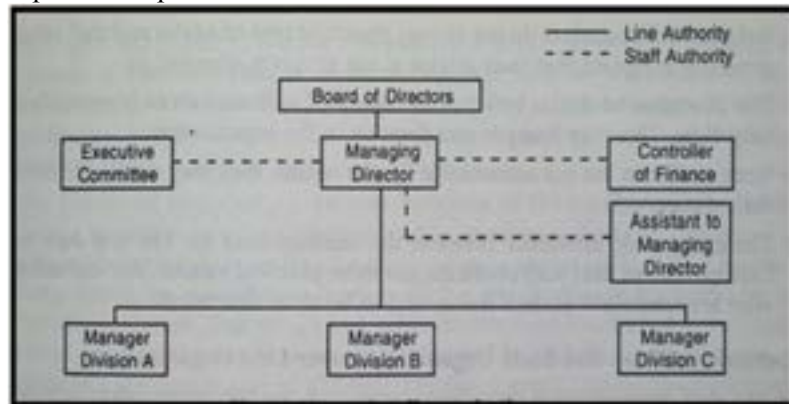 Line Authority
Staff Authority
Board of Directors
Executive
Committee
Managing
Director
Controller
of Finance
Assistant to
Managing
Director
Manager
Division A
Manager
Division B
Manager
Division C